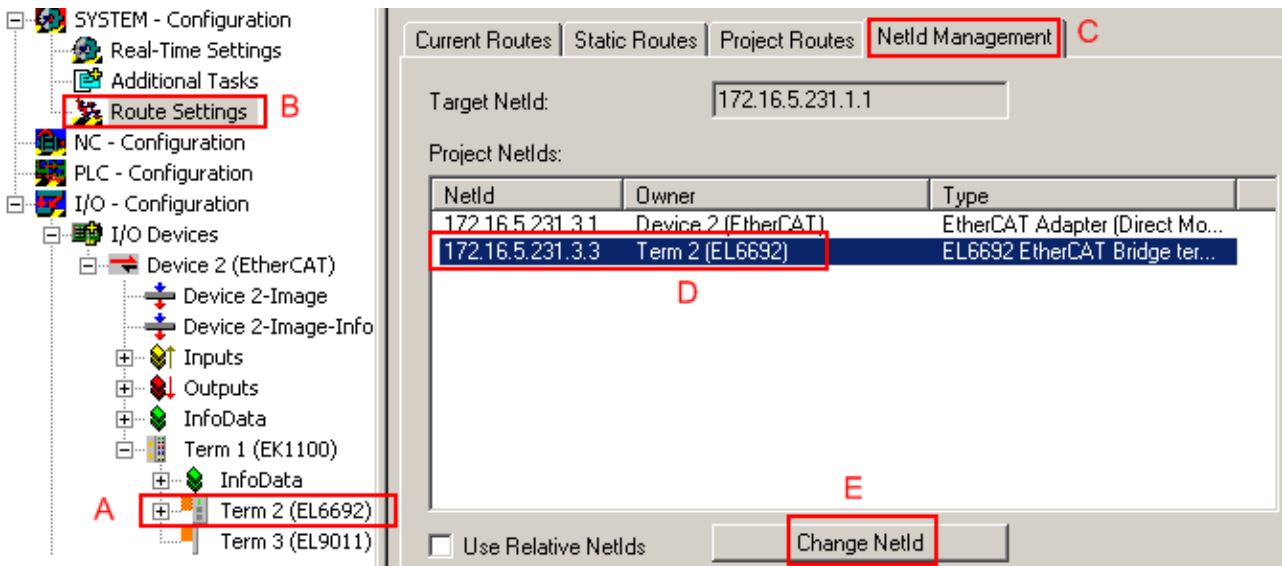 SYSTEM - Configuration
Real-Time Settings
Additional Tasks
Route Settings
B
NC - Configuration
PLC - Configuration
I/O - Configuration
I/O Devices
Device 2 (EtherCAT)
Device 2-Image
Device 2-Image-Info
Inputs
Outputs
InfoData
Term 1 (EK1100)
InfoData
A
Term 2 (EL6692)
Term 3 (EL9011)
Current Routes Static Routes Project Routes NetId Management C
Target NetId: 172.16.5.231.1.1
Project NetIds:
NetId Owner Type
172.16.5.231.3.1 Device 2 (EtherCAT) EtherCAT Adapter (Direct Mo...
172.16.5.231.3.3 Term 2 (EL6692) EL6692 EtherCAT Bridge ter...
D
E
Use Relative NetIds Change NetId